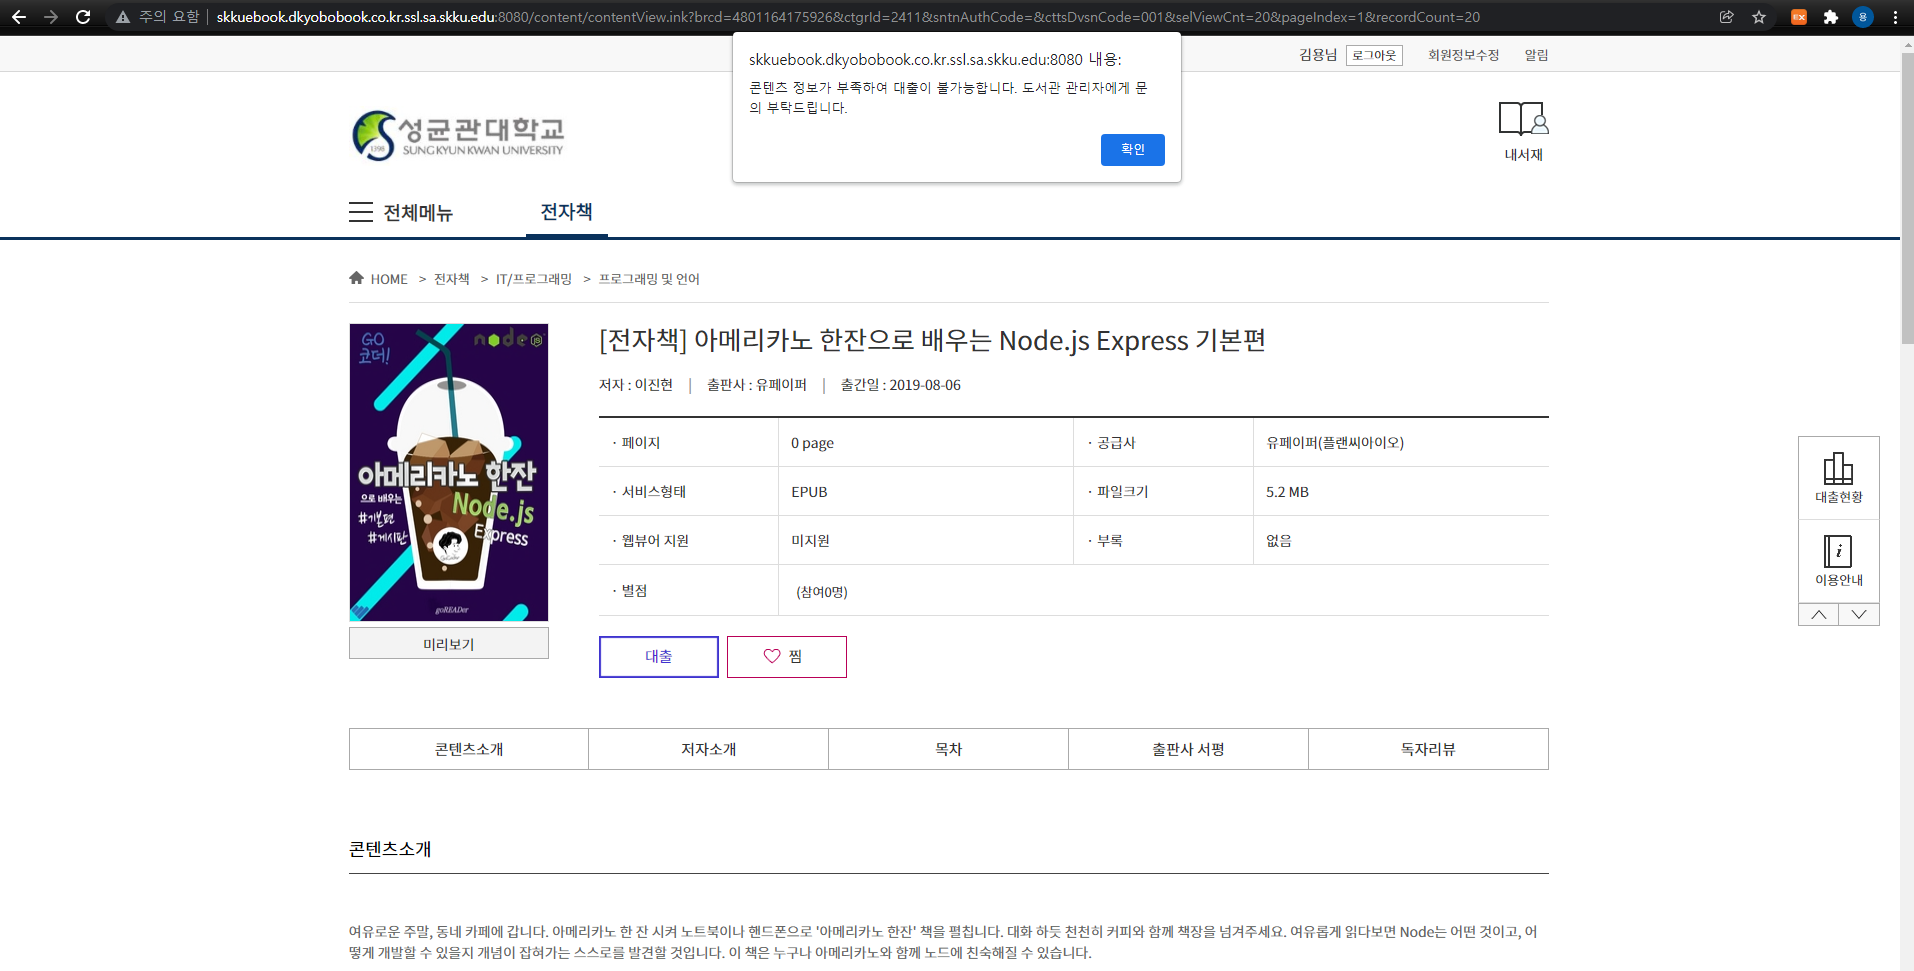 주의 요함 | skkuebook.dkyobobook.co.kr.ssl.sa.skku.edu:8080/content/contentView.ink?brcd=4801164175926&ctgrId=2411&sntnAuthCode=&cttsDvsnCode=001&selViewCnt=20&pageIndex=1&recordCount=20
EX
용
skkuebook.dkyobobook.co.kr.ssl.sa.skku.edu:8080 내용:
콘텐츠 정보가 부족하여 대출이 불가능합니다. 도서관 관리자에게 문
의 부탁드립니다.
확인
김용님 로그아웃 회원정보수정 알림
1398
성균관대학교
SUNG KYUN KWAN UNIVERSITY
내서재
전체메뉴 전자책
HOME > 전자책 > IT/프로그래밍 > 프로그래밍 및 언어
GO
코더!
node
JS
아메리카노 한잔
으로 배우는
Node.js
#기본편
Express
#게시판
goREADer
미리보기
[전자책] 아메리카노 한잔으로 배우는 Node.js Express 기본편
저자 : 이진현 | 출판사 : 유페이퍼 | 출간일 : 2019-08-06
· 페이지 0 page · 공급사 유페이퍼(플랜씨아이오)
· 서비스형태 EPUB · 파일크기 5.2 MB
· 웹뷰어 지원 미지원 · 부록 없음
· 별점 (참여0명)
대출 찜
대출현황
이용안내
콘텐츠소개 저자소개 목차 출판사 서평 독자리뷰
콘텐츠소개
여유로운 주말, 동네 카페에 갑니다. 아메리카노 한 잔 시켜 노트북이나 핸드폰으로 '아메리카노 한잔' 책을 펼칩니다. 대화 하듯 천천히 커피와 함께 책장을 넘겨주세요. 여유롭게 읽다보면 Node는 어떤 것이고, 어
떻게 개발할 수 있을지 개념이 잡혀가는 스스로를 발견할 것입니다. 이 책은 누구나 아메리카노와 함께 노드에 친숙해질 수 있습니다.